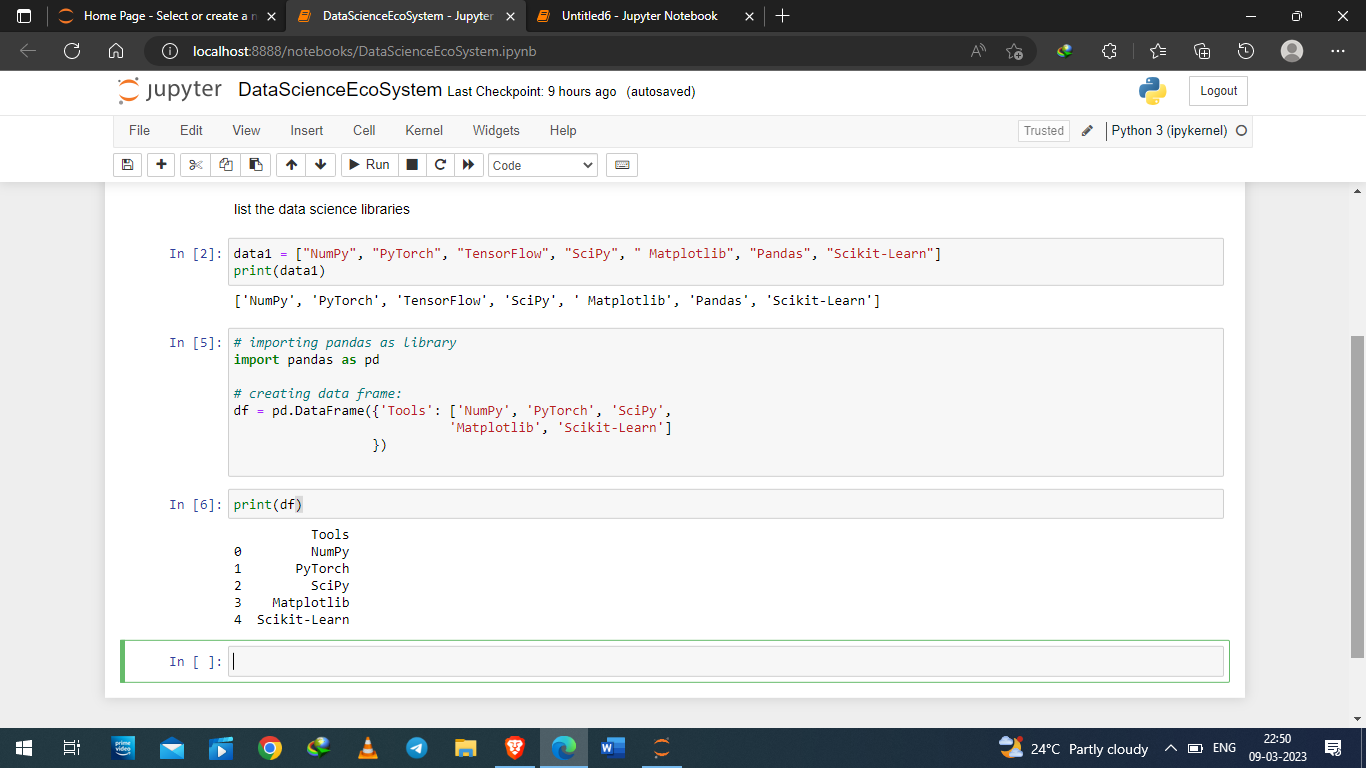 Home Page - Select or create a n
DataScienceEcoSystem - Jupyter
Untitled6 - Jupyter Notebook
localhost:8888/notebooks/DataScienceEcoSystem.ipynb
jupyter DataScienceEcoSystem Last Checkpoint: 9 hours ago (autosaved)
Logout
File Edit View Insert Cell Kernel Widgets Help
Trusted Python 3 (ipykernel)
Run Code
list the data science libraries
In [2]: data1 = ["NumPy", "PyTorch", "TensorFlow", "SciPy", " Matplotlib", "Pandas", "Scikit-Learn"]
print(data1)
['NumPy', 'PyTorch', 'TensorFlow', 'SciPy', ' Matplotlib', 'Pandas', 'Scikit-Learn']
In [5]: # importing pandas as library
import pandas as pd
# creating data frame:
df = pd.DataFrame({'Tools': ['NumPy', 'PyTorch', 'SciPy',
'Matplotlib', 'Scikit-Learn']
})
In [6]: print(df)
Tools
0 NumPy
1 PyTorch
2 SciPy
3 Matplotlib
4 Scikit-Learn
In [ ]:
prime video
24°C Partly cloudy
ENG
22:50
09-03-2023